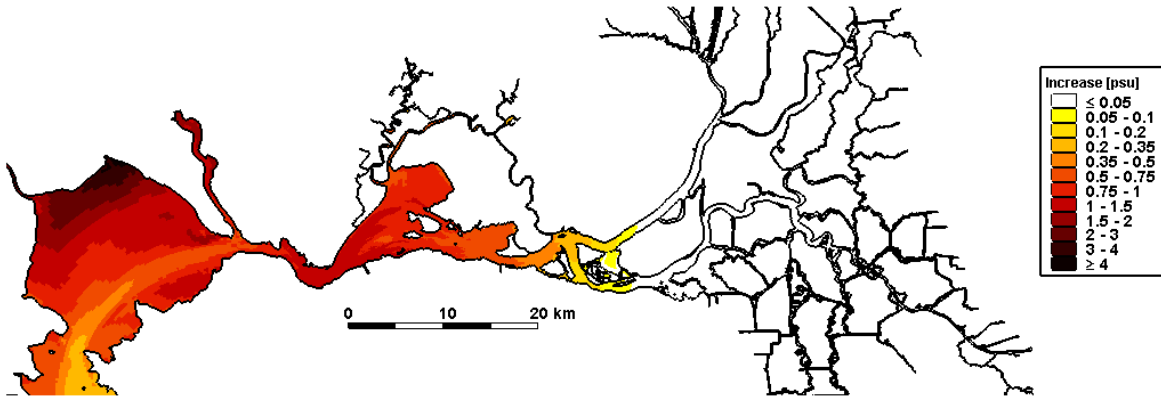 Increase [psu]
≤ 0.05
0.05 - 0.1
0.1 - 0.2
0.2 - 0.35
0.35 - 0.5
0.5 - 0.75
0.75 - 1
1 - 1.5
1.5 - 2
2 - 3
3 - 4
≥ 4
0 10 20 km